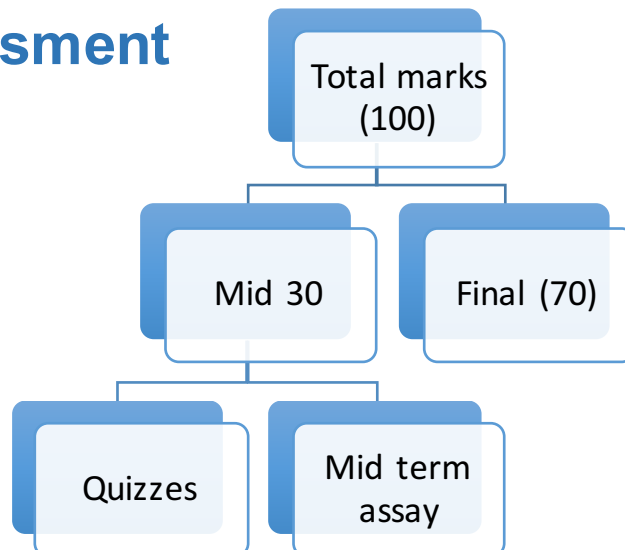 sment
Total marks
(100)
Mid 30
Final (70)
Quizzes
Mid term
assay